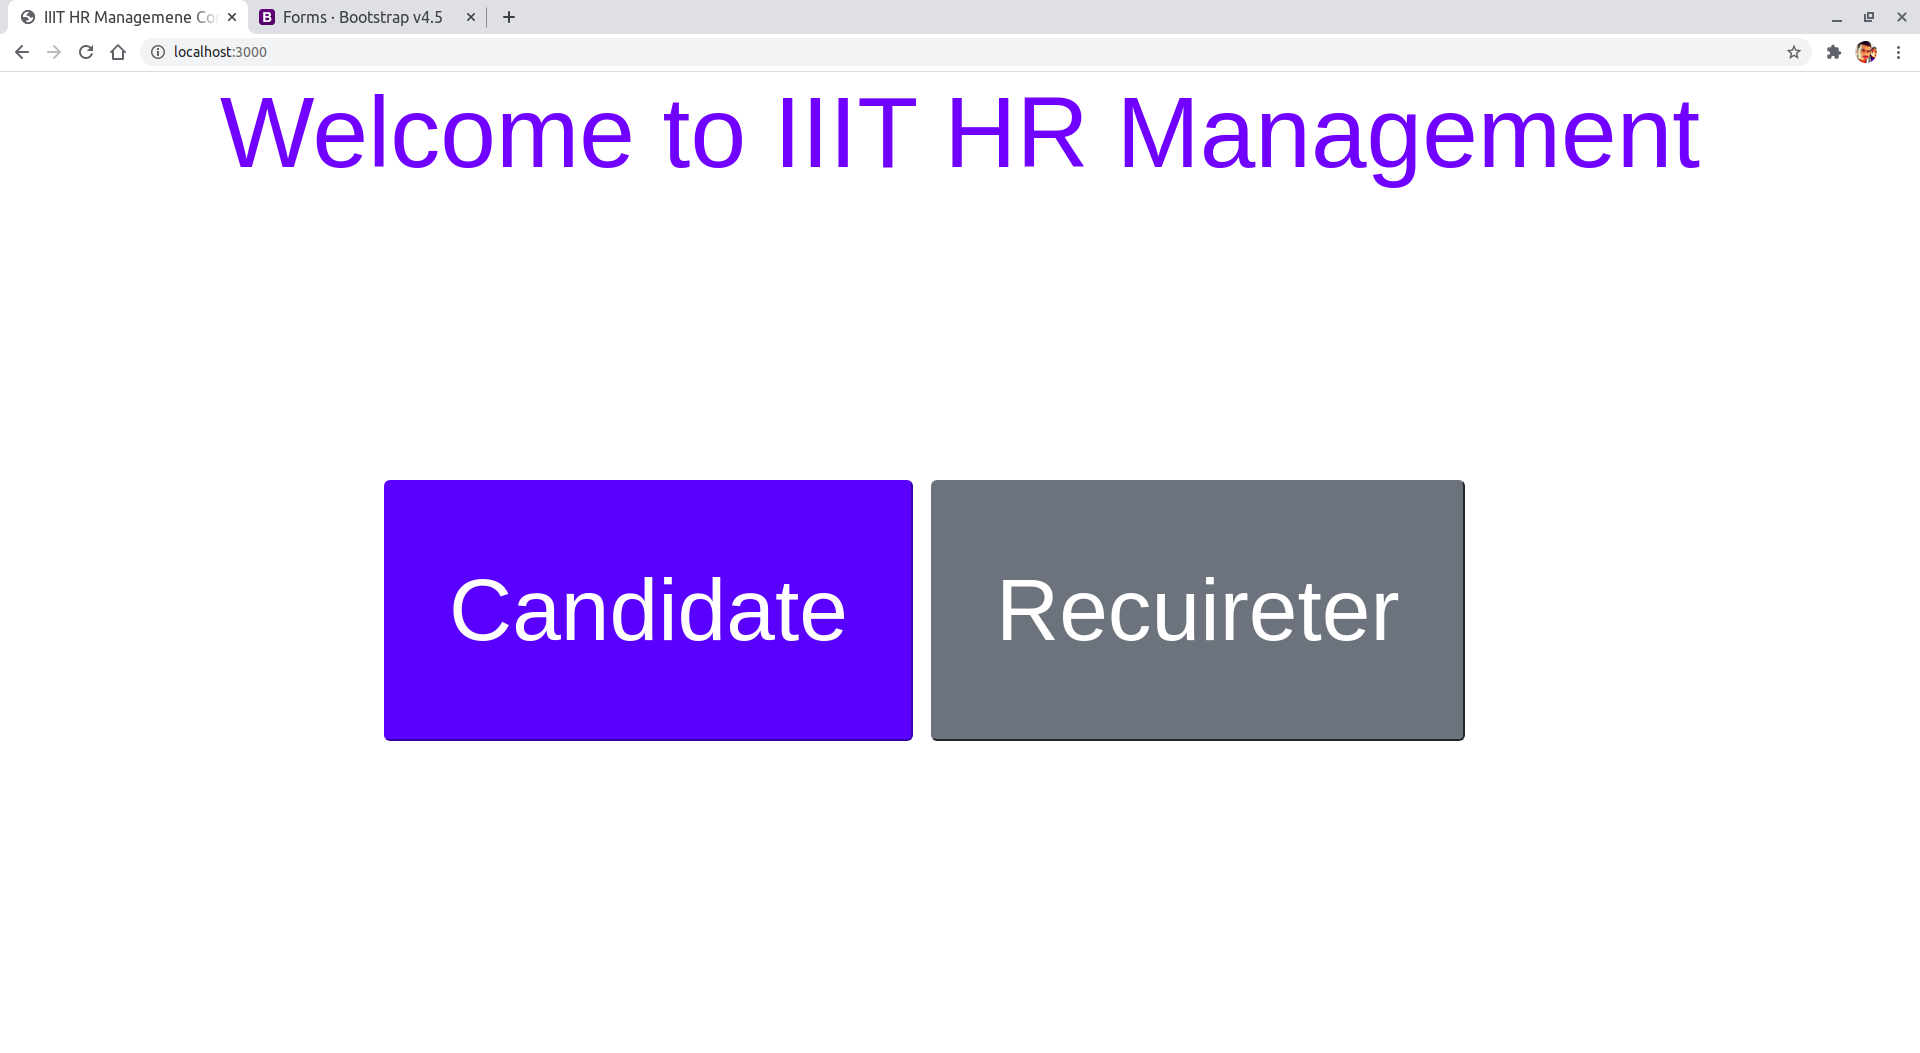 IIIT HR Managemene Co
Forms · Bootstrap v4.5
localhost:3000
Welcome to IIIT HR Management
Candidate
Recuireter